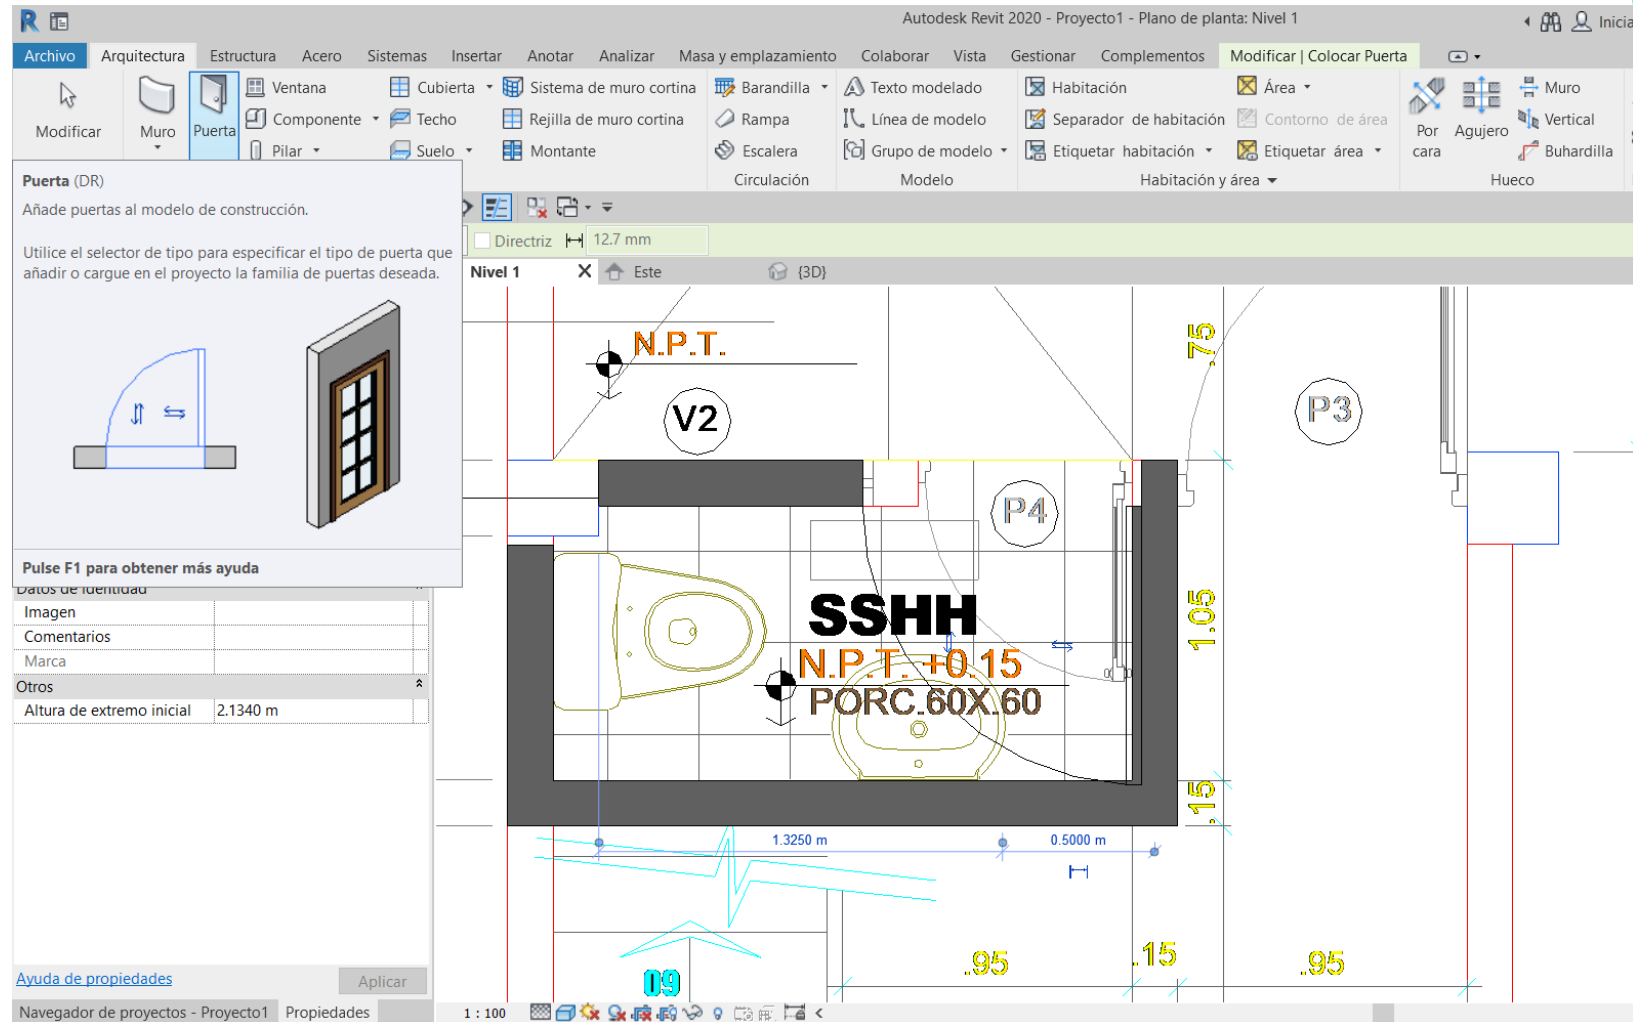 Autodesk Revit 2020 - Proyecto1 - Plano de planta: Nivel 1
Archivo Arquitectura Estructura Acero Sistemas Insertar Anotar Analizar Masa y emplazamiento Colaborar Vista Gestionar Complementos Modificar | Colocar Puerta
Modificar
Muro
Puerta
Ventana
Componente
Pilar
Cubierta
Techo
Suelo
Sistema de muro cortina
Rejilla de muro cortina
Montante
Barandilla
Rampa
Escalera
Circulación
Texto modelado
Línea de modelo
Grupo de modelo
Modelo
Habitación
Separador de habitación
Etiquetar habitación
Área
Contorno de área
Etiquetar área
Habitación y área
Por cara
Agujero
Muro
Vertical
Buhardilla
Hueco
Puerta (DR)
Añade puertas al modelo de construcción.
Utilice el selector de tipo para especificar el tipo de puerta que
añadir o cargue en el proyecto la familia de puertas deseada.
Pulse F1 para obtener más ayuda
Directriz 12.7 mm
Nivel 1 Este {3D}
Datos de identidad
Imagen
Comentarios
Marca
Otros
Altura de extremo inicial 2.1340 m
Ayuda de propiedades Aplicar
Navegador de proyectos - Proyecto1 Propiedades
N.P.T.
V2
.75
P3
P4
SSHH
N.P.T. +0.15
PORC.60X.60
1.05
.15
1.3250 m 0.5000 m
09
.95 .15 .95
1 : 100